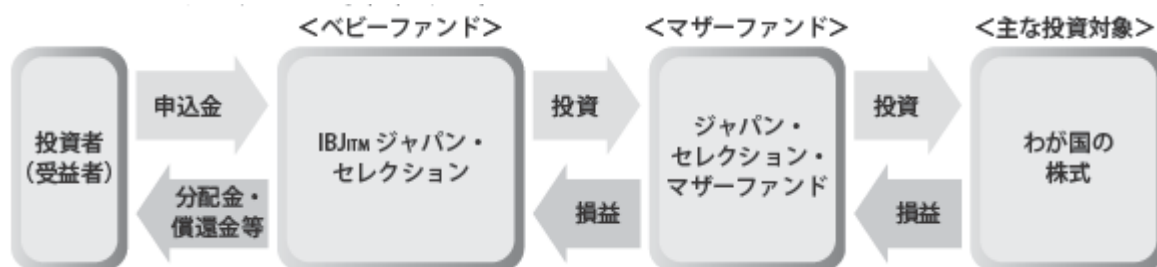 <ベビーファンド>
<マザーファンド>
<主な投資対象>
投資者
(受益者)
申込金
分配金・
償還金等
IBJITM ジャパン・
セレクション
投資
損益
ジャパン・
セレクション・
マザーファンド
投資
損益
わが国の
株式